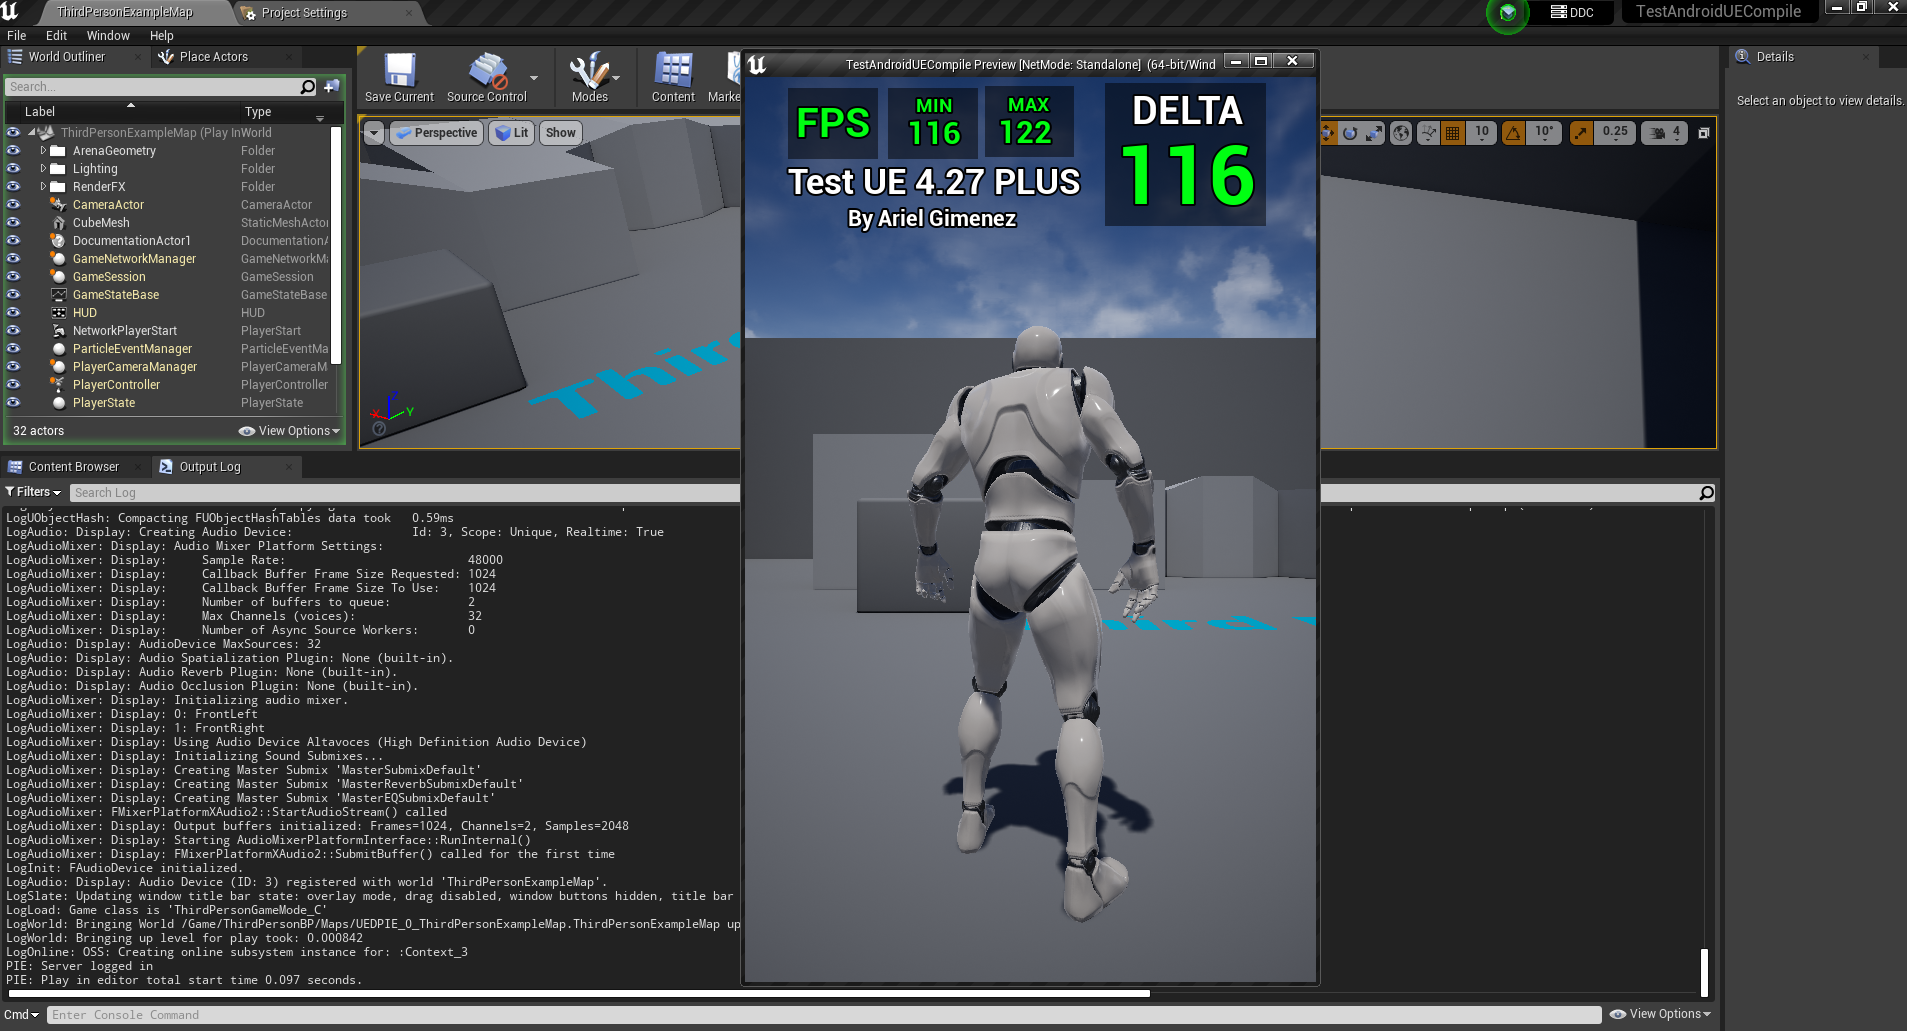 ThirdPersonExampleMap
Project Settings
DDC
TestAndroidUECompile
File Edit Window Help
World Outliner
Place Actors
Search...
Label Type
ThirdPersonExampleMap (Play In World
ArenaGeometry Folder
Lighting Folder
RenderFX Folder
CameraActor CameraActor
CubeMesh StaticMeshActor
DocumentationActor1 DocumentationA
GameNetworkManager GameNetworkMa
GameSession GameSession
GameStateBase GameStateBase
HUD HUD
NetworkPlayerStart PlayerStart
ParticleEventManager ParticleEventMa
PlayerCameraManager PlayerCameraM
PlayerController PlayerController
PlayerState PlayerState
32 actors
View Options
Save Current
Source Control
Modes
Content
Marke
Perspective
Lit
Show
X
Y
Z
Third
10
10°
0.25
4
Details
Select an object to view details.
TestAndroidUECompile Preview [NetMode: Standalone] (64-bit/Wind
FPS
MIN
116
MAX
122
DELTA
116
Test UE 4.27 PLUS
By Ariel Gimenez
Content Browser
Output Log
Filters
Search Log
LogUObjectHash: Compacting FUObjectHashTables data took   0.59ms
LogAudio: Display: Creating Audio Device:                 Id: 3, Scope: Unique, Realtime: True
LogAudioMixer: Display: Audio Mixer Platform Settings:
LogAudioMixer: Display:     Sample Rate:                          48000
LogAudioMixer: Display:     Callback Buffer Frame Size Requested: 1024
LogAudioMixer: Display:     Callback Buffer Frame Size To Use:    1024
LogAudioMixer: Display:     Number of buffers to queue:           2
LogAudioMixer: Display:     Max Channels (voices):                32
LogAudioMixer: Display:     Number of Async Source Workers:       0
LogAudio: Display: AudioDevice MaxSources: 32
LogAudio: Display: Audio Spatialization Plugin: None (built-in).
LogAudio: Display: Audio Reverb Plugin: None (built-in).
LogAudio: Display: Audio Occlusion Plugin: None (built-in).
LogAudioMixer: Display: Initializing audio mixer.
LogAudioMixer: Display: 0: FrontLeft
LogAudioMixer: Display: 1: FrontRight
LogAudioMixer: Display: Using Audio Device Altavoces (High Definition Audio Device)
LogAudioMixer: Display: Initializing Sound Submixes...
LogAudioMixer: Display: Creating Master Submix 'MasterSubmixDefault'
LogAudioMixer: Display: Creating Master Submix 'MasterReverbSubmixDefault'
LogAudioMixer: Display: Creating Master Submix 'MasterEQSubmixDefault'
LogAudioMixer: FMixerPlatformXAudio2::StartAudioStream() called
LogAudioMixer: Display: Output buffers initialized: Frames=1024, Channels=2, Samples=2048
LogAudioMixer: Display: Starting AudioMixerPlatformInterface::RunInternal()
LogAudioMixer: Display: FMixerPlatformXAudio2::SubmitBuffer() called for the first time
LogInit: FAudioDevice initialized.
LogAudio: Display: Audio Device (ID: 3) registered with world 'ThirdPersonExampleMap'.
LogSlate: Updating window title bar state: overlay mode, drag disabled, window buttons hidden, title bar
LogLoad: Game class is 'ThirdPersonGameMode_C'
LogWorld: Bringing World /Game/ThirdPersonBP/Maps/UEDPIE_0_ThirdPersonExampleMap.ThirdPersonExampleMap up
LogWorld: Bringing up level for play took: 0.000842
LogOnline: OSS: Creating online subsystem instance for: :Context_3
PIE: Server logged in
PIE: Play in editor total start time 0.097 seconds.
Cmd
Enter Console Command
View Options